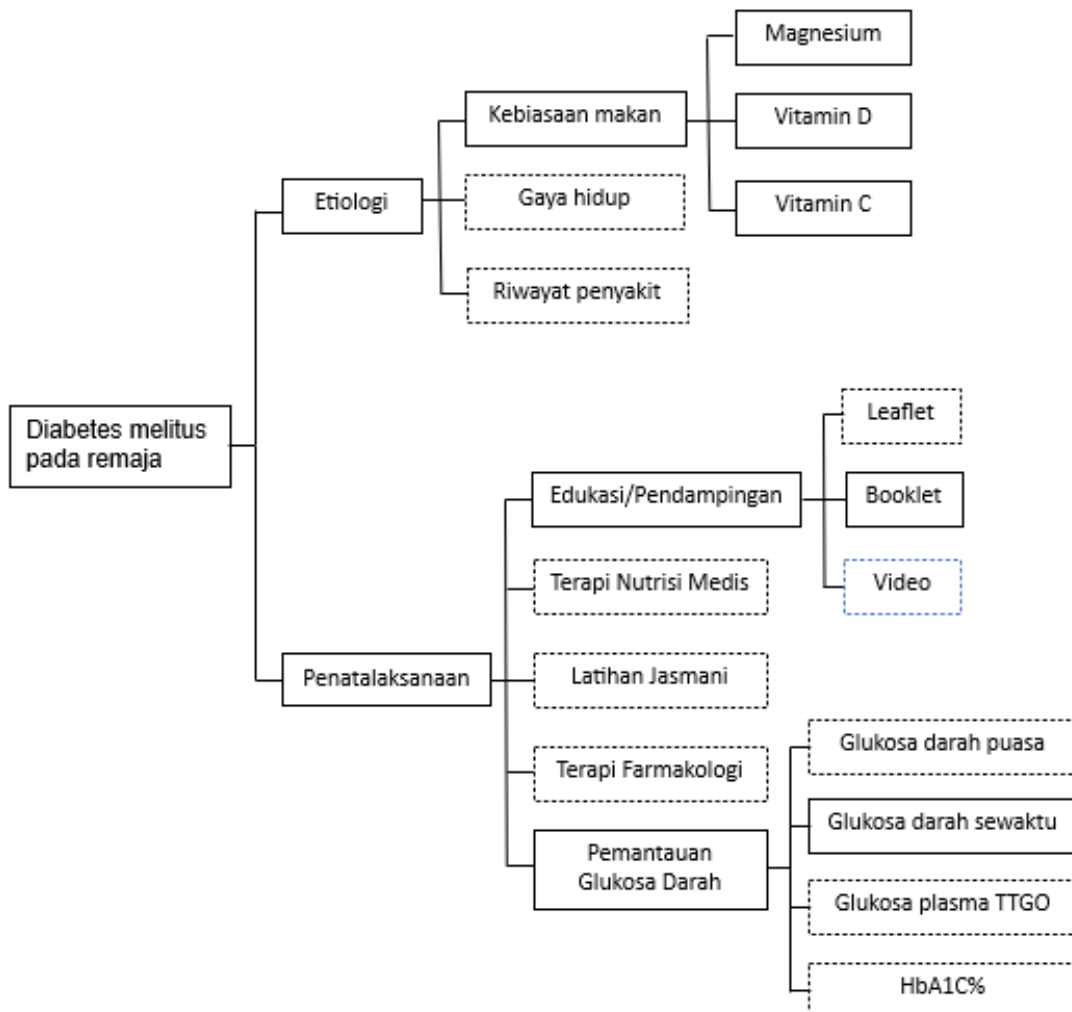 Magnesium
Kebiasaan makan
Vitamin D
Etiologi
Gaya hidup
Vitamin C
Riwayat penyakit
Diabetes melitus
pada remaja
Leaflet
Edukasi/Pendampingan
Booklet
Terapi Nutrisi Medis
Video
Penatalaksanaan
Latihan Jasmani
Glukosa darah puasa
Terapi Farmakologi
Glukosa darah sewaktu
Pemantauan
Glukosa Darah
Glukosa plasma TTGO
HbA1C%